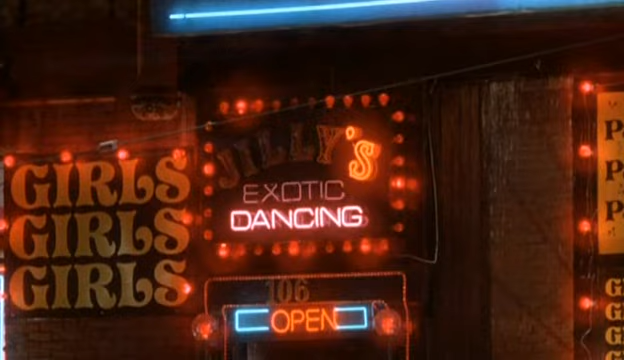 GIRLS
GIRLS
GIRLS
JILLY'S
EXOTIC
DANCING
106
OPEN